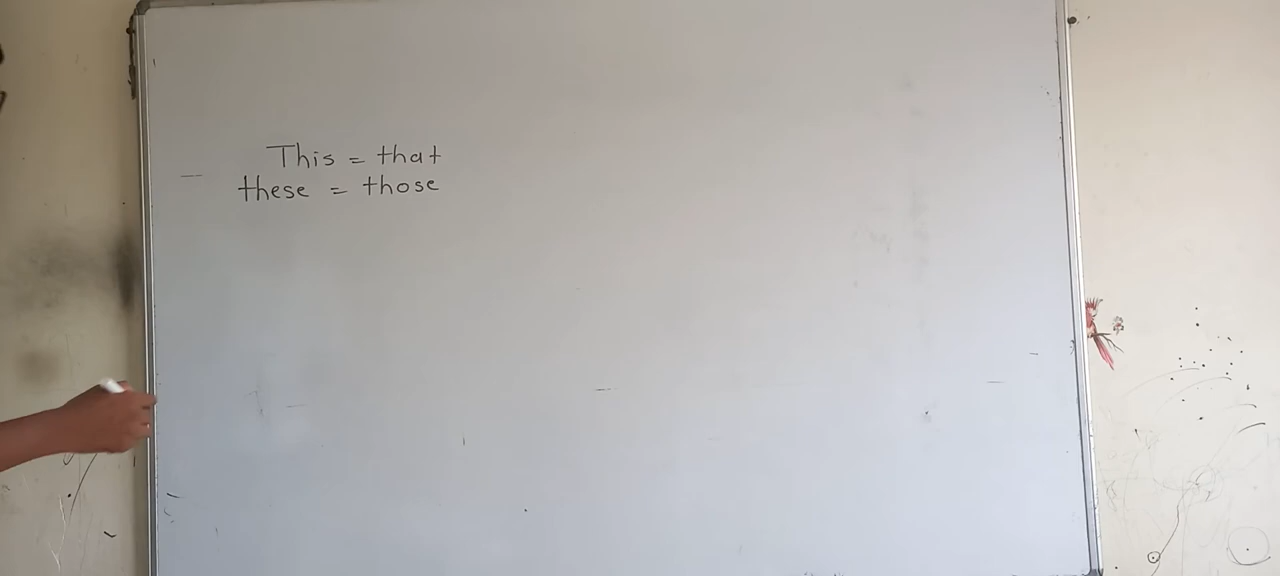 This = that
these = those